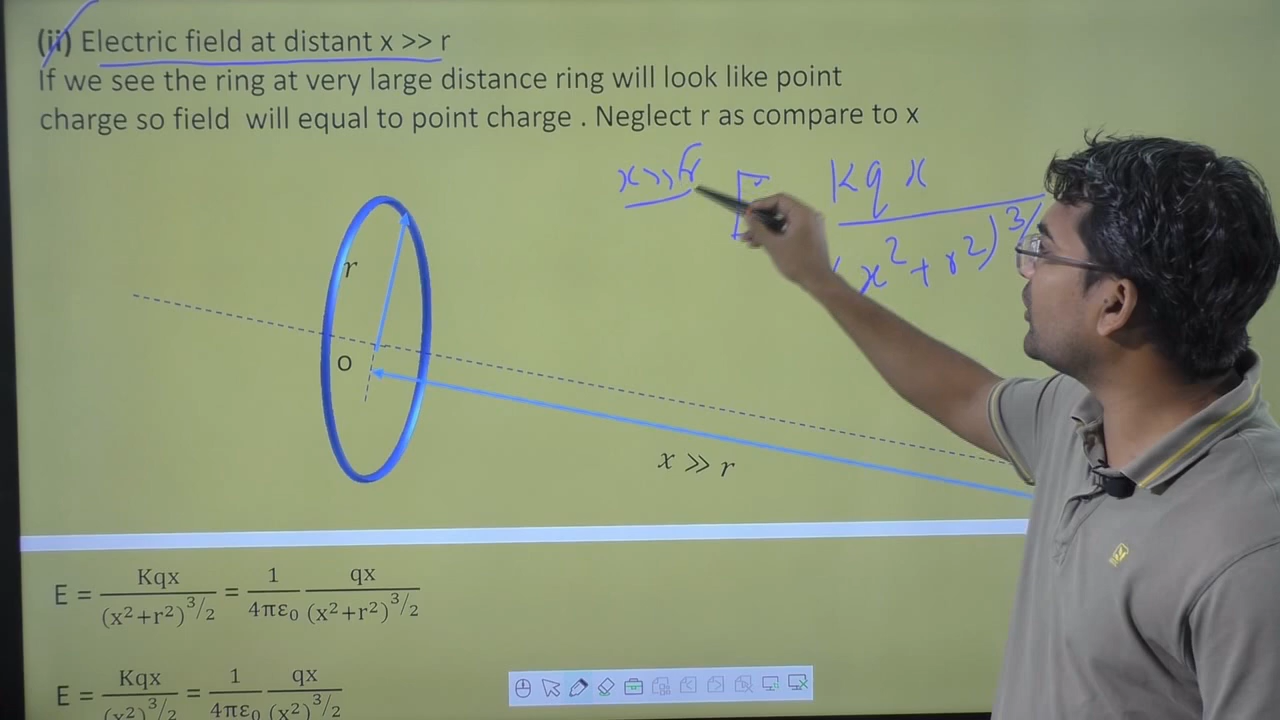 (ii) Electric field at distant x >> r
If we see the ring at very large distance ring will look like point
charge so field will equal to point charge . Neglect r as compare to x
x>>r
Kq x
x²+r²)³/
r
O
x ≫ r
E = Kqx/(x²+r²)^3/2 = 1/4πε₀ qx/(x²+r²)^3/2
E = Kqx/(x²)^3/2 = 1/4πε₀ qx/(x²)^3/2